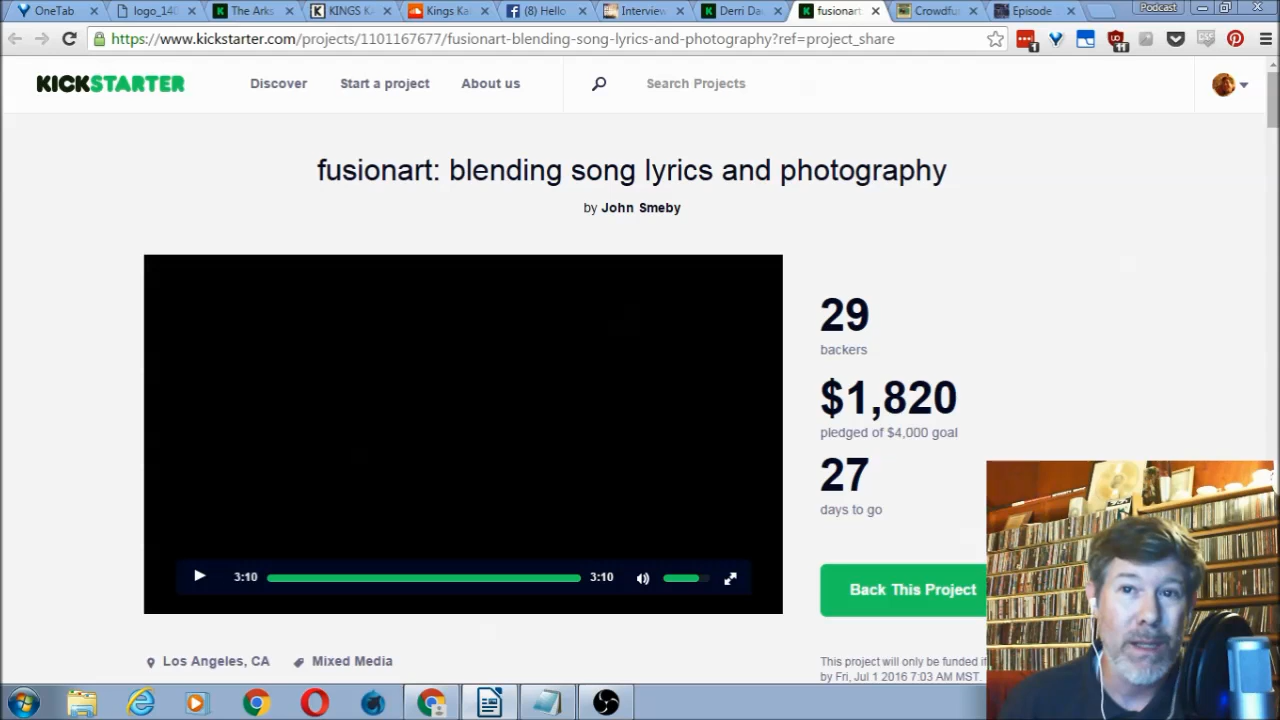 OneTab
logo_140
The Arks
KINGS K
Kings Ka
(8) Hello
Interview
Derri Da
fusionart
Crowdfu
Episode
Podcast
https://www.kickstarter.com/projects/1101167677/fusionart-blending-song-lyrics-and-photography?ref=project_share
1
11
KICKSTARTER
Discover
Start a project
About us
Search Projects
fusionart: blending song lyrics and photography
by John Smeby
29
backers
$1,820
pledged of $4,000 goal
27
days to go
3:10
3:10
Back This Project
Los Angeles, CA
Mixed Media
This project will only be funded i
by Fri, Jul 1 2016 7:03 AM MST.